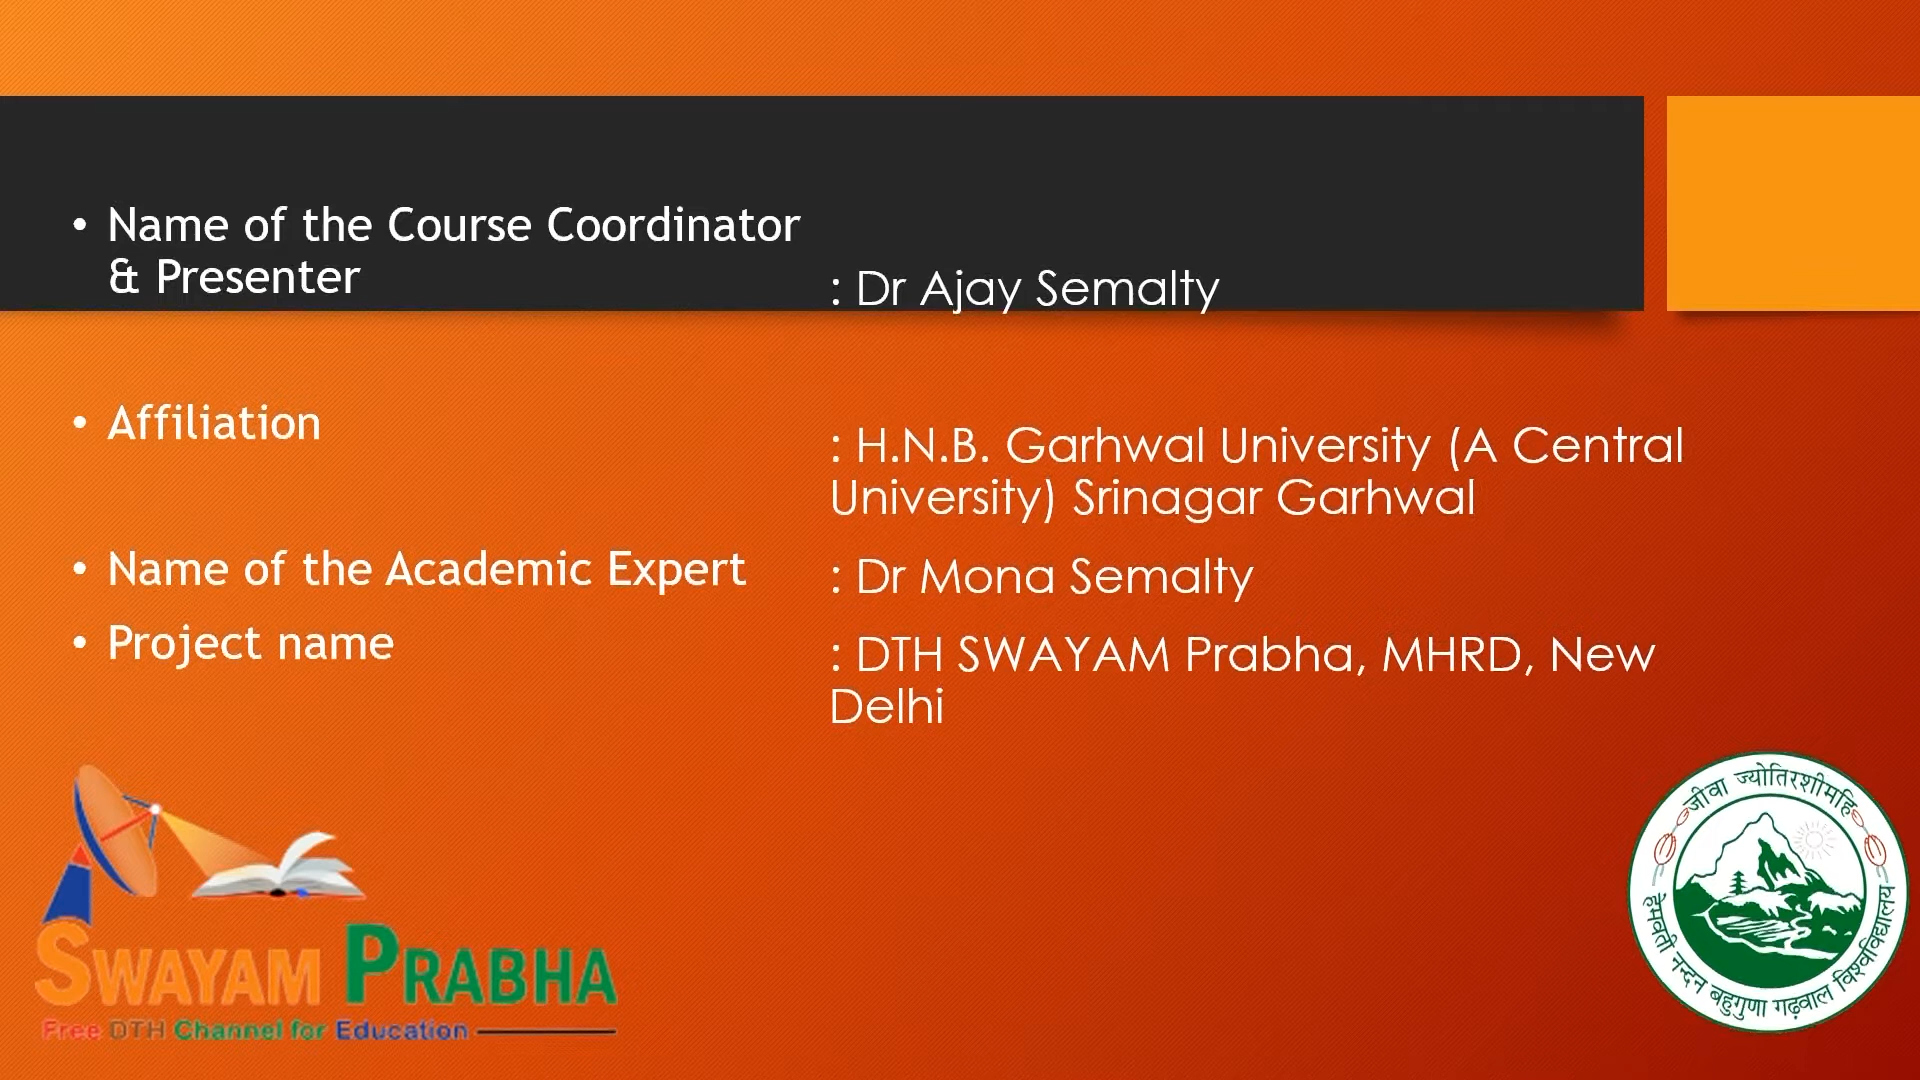 • Name of the Course Coordinator
& Presenter
: Dr Ajay Semalty
• Affiliation
: H.N.B. Garhwal University (A Central
University) Srinagar Garhwal
• Name of the Academic Expert
: Dr Mona Semalty
• Project name
: DTH SWAYAM Prabha, MHRD, New
Delhi
SWAYAM PRABHA
Free DTH Channel for Education
जीवा ज्योतिरशीमहि
हेमवती नन्दन बहुगुणा गढ़वाल विश्वविद्यालय